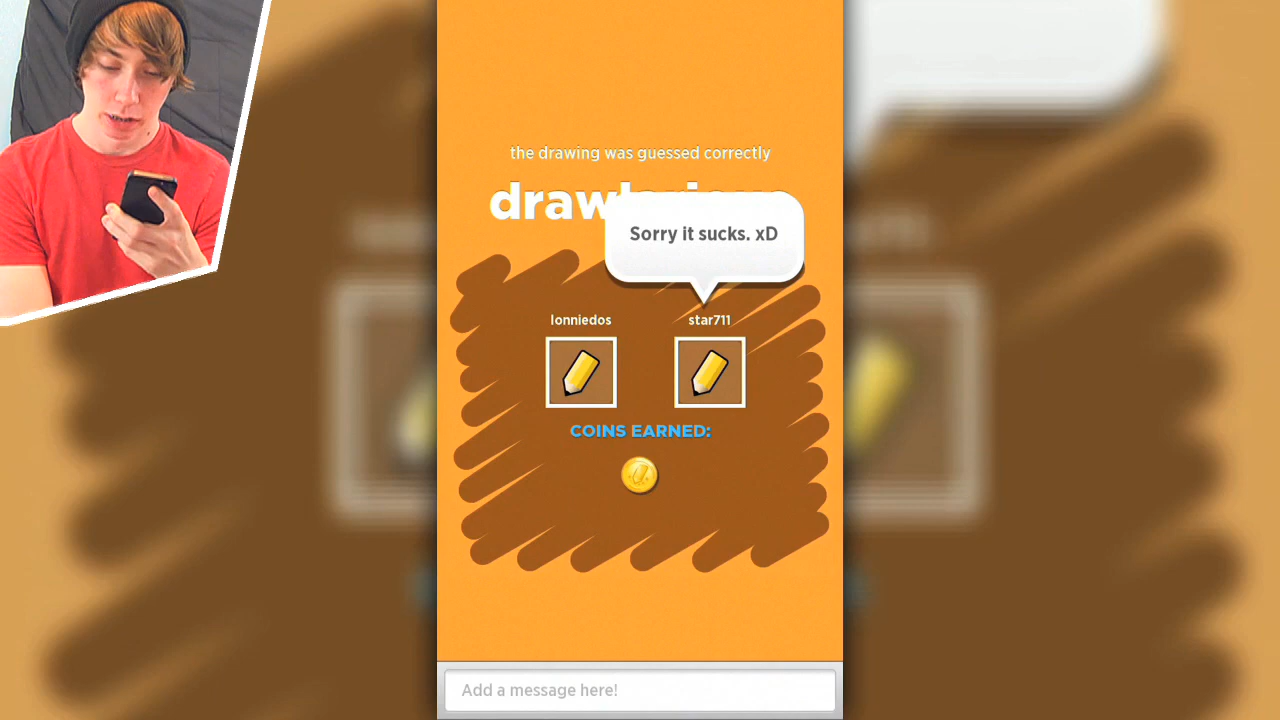 the drawing was guessed correctly
Sorry it sucks. xD
lonniedos
star711
COINS EARNED:
Add a message here!